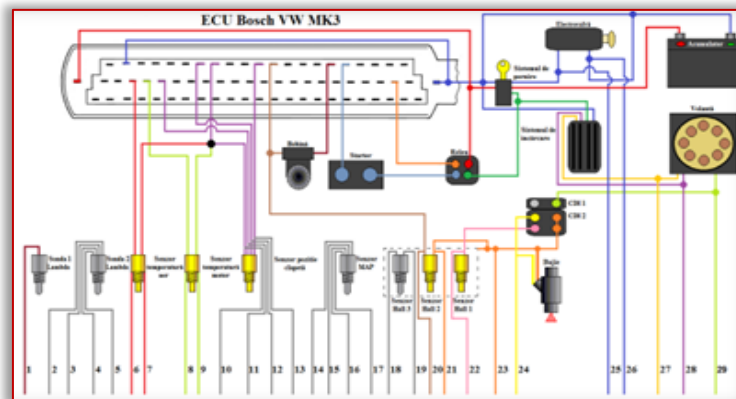 ECU Bosch VW MK3
Electrovalvă
Acumulator
Sistemul de
pornire
Volantă
Sistemul de
încărcare
Bobină
Starter
Releu
CDI 1
CDI 2
Sonda 1
Lambda
Sonda 2
Lambda
Senzor
temperatură
aer
Senzor
temperatură
motor
Senzor poziție
clapetă
Senzor
MAP
Senzor
Hall 3
Senzor
Hall 2
Senzor
Hall 1
Bujie
1 2 3 4 5 6 7 8 9 10 11 12 13 14 15 16 17 18 19 20 21 22 23 24 25 26 27 28 29